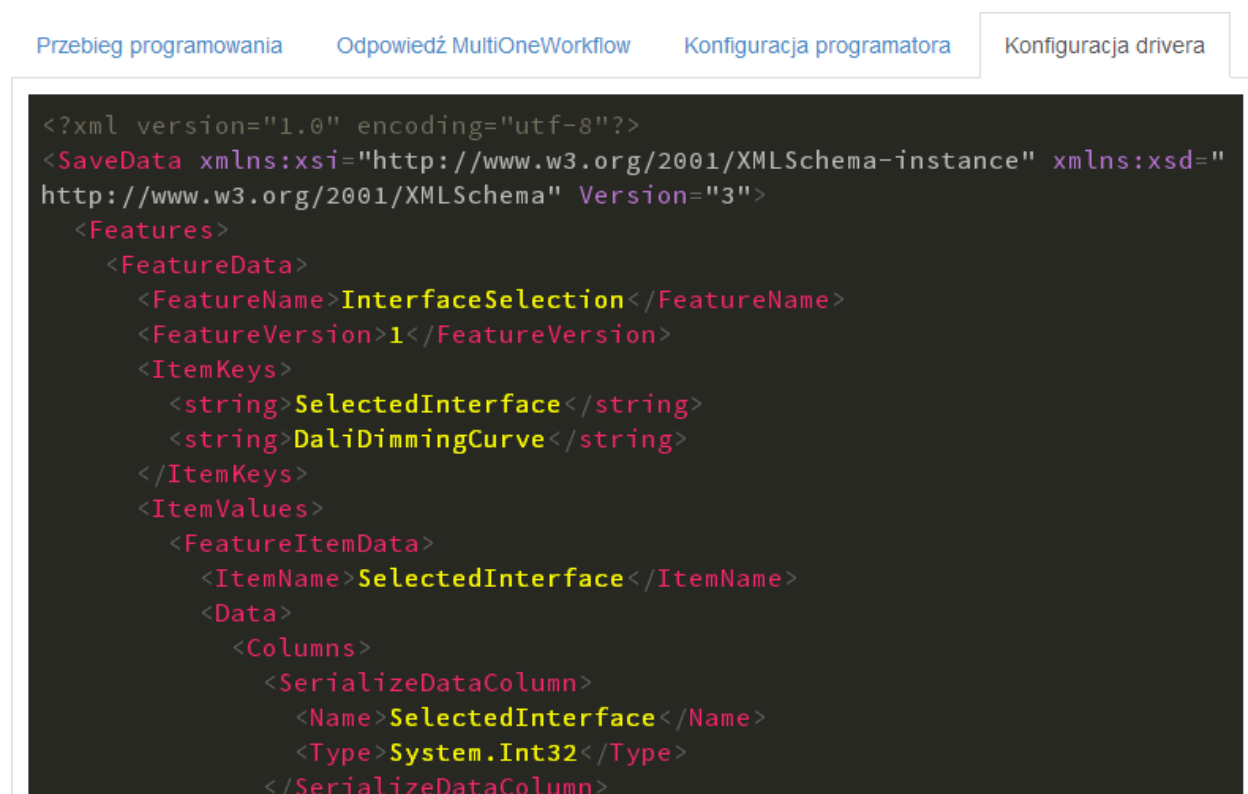 Przebieg programowania Odpowiedź MultiOneWorkflow Konfiguracja programatora Konfiguracja drivera
<?xml version="1.0" encoding="utf-8"?>
<SaveData xmlns:xsi="http://www.w3.org/2001/XMLSchema-instance" xmlns:xsd="
http://www.w3.org/2001/XMLSchema" Version="3">
  <Features>
    <FeatureData>
      <FeatureName>InterfaceSelection</FeatureName>
      <FeatureVersion>1</FeatureVersion>
      <ItemKeys>
        <string>SelectedInterface</string>
        <string>DaliDimmingCurve</string>
      </ItemKeys>
      <ItemValues>
        <FeatureItemData>
          <ItemName>SelectedInterface</ItemName>
          <Data>
            <Columns>
              <SerializeDataColumn>
                <Name>SelectedInterface</Name>
                <Type>System.Int32</Type>
              </SerializeDataColumn>